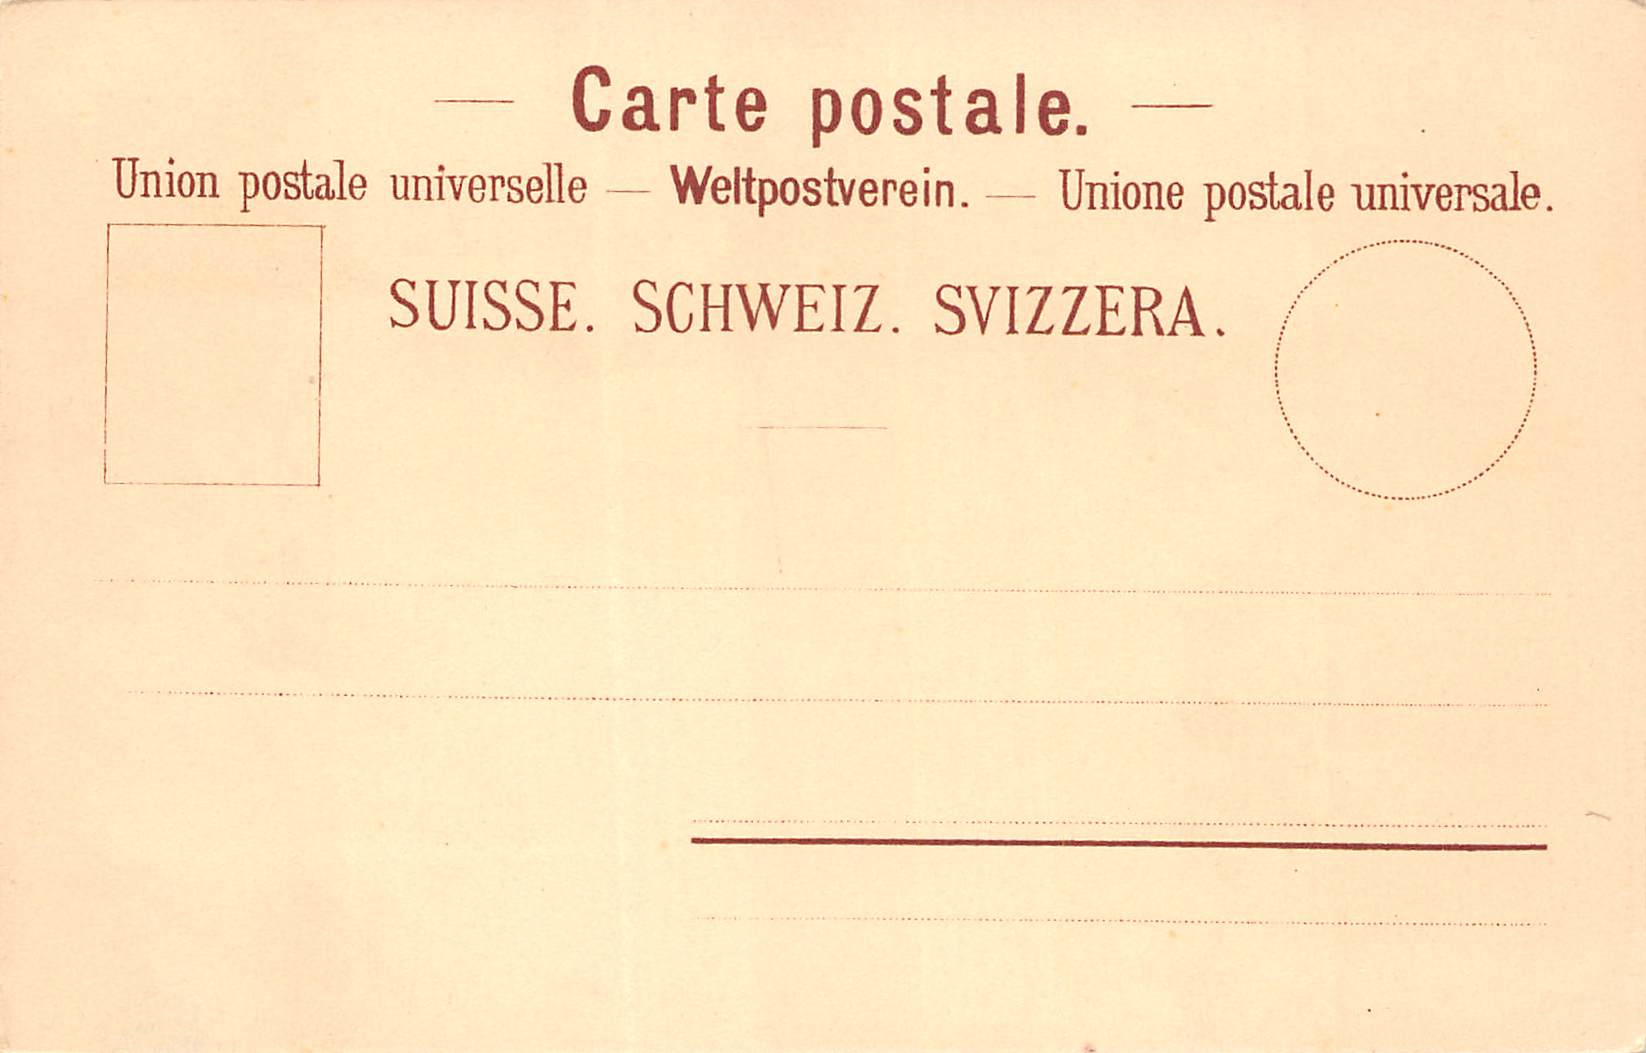 — Carte postale. —
Union postale universelle — Weltpostverein. — Unione postale universale.
SUISSE. SCHWEIZ. SVIZZERA.